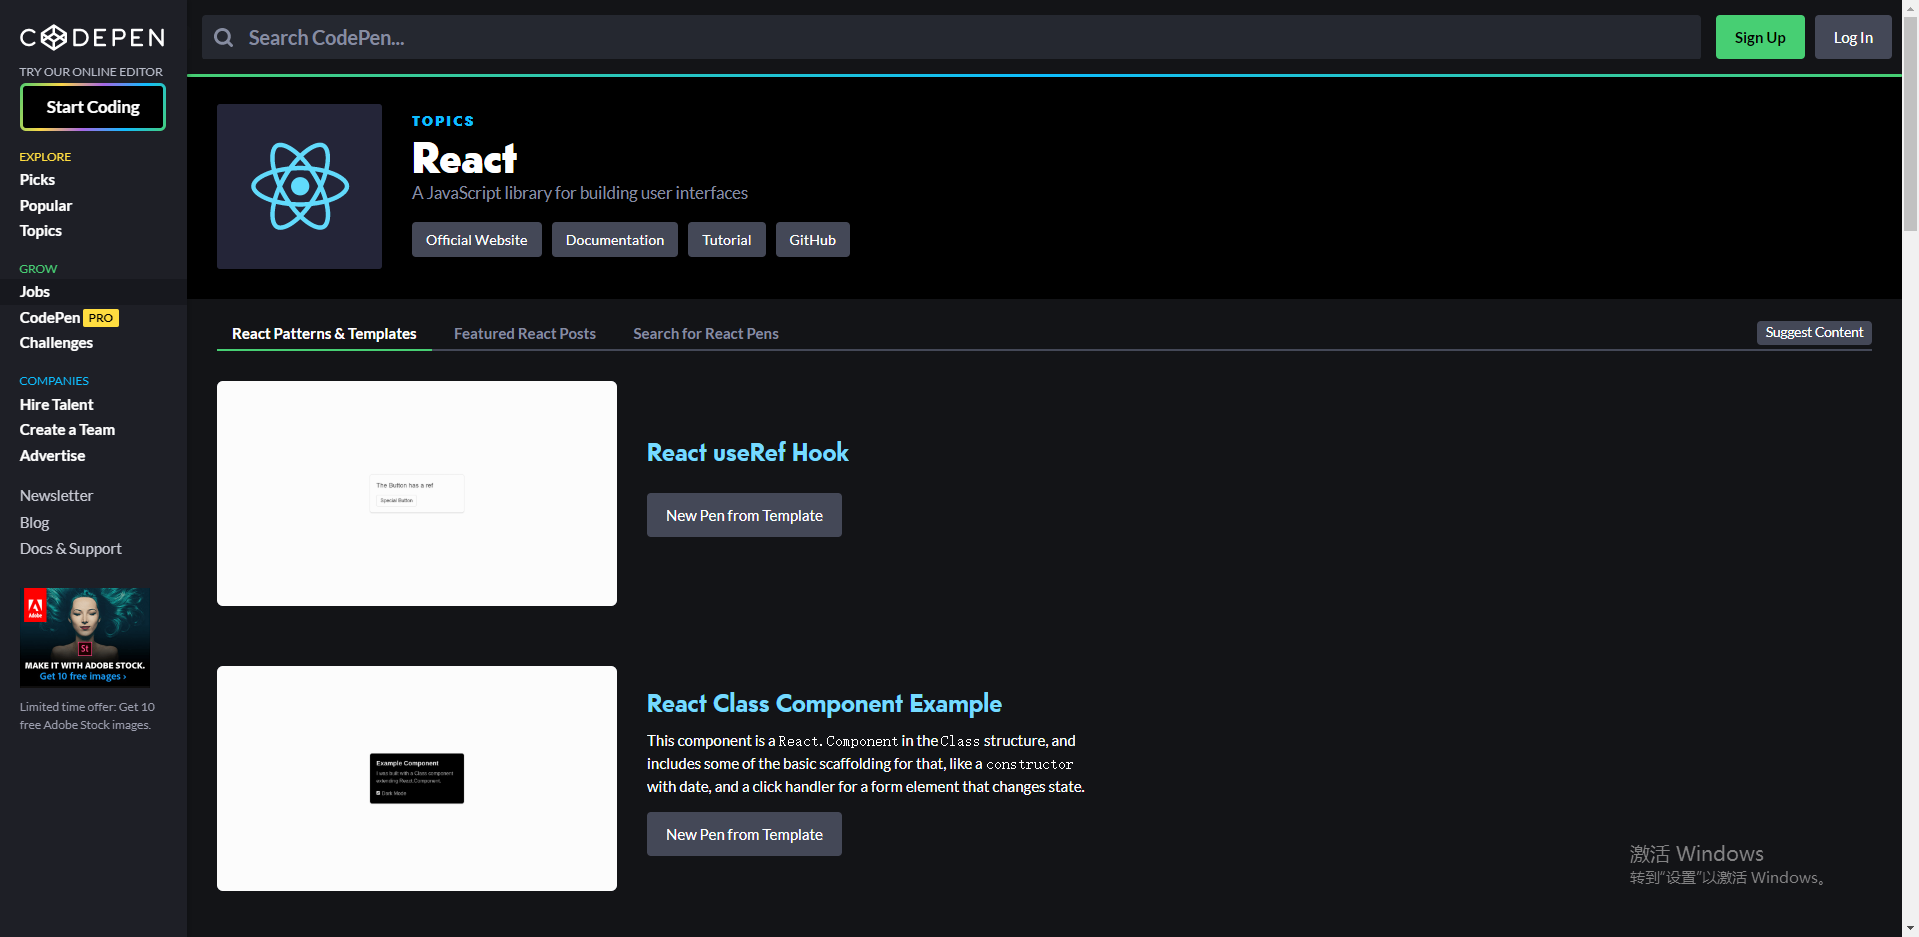 CODEPEN
TRY OUR ONLINE EDITOR
Start Coding
EXPLORE
Picks
Popular
Topics
GROW
Jobs
CodePen PRO
Challenges
COMPANIES
Hire Talent
Create a Team
Advertise
Newsletter
Blog
Docs & Support
Adobe
St
MAKE IT WITH ADOBE STOCK.
Get 10 free images ›
Limited time offer: Get 10
free Adobe Stock images.
Search CodePen...
Sign Up
Log In
TOPICS
React
A JavaScript library for building user interfaces
Official Website
Documentation
Tutorial
GitHub
React Patterns & Templates
Featured React Posts
Search for React Pens
Suggest Content
The Button has a ref
Special Button
React useRef Hook
New Pen from Template
Example Component
I was built with a Class component
extending React.Component.
Dark Mode
React Class Component Example
This component is a React.Component in the Class structure, and
includes some of the basic scaffolding for that, like a constructor
with date, and a click handler for a form element that changes state.
New Pen from Template
激活 Windows
转到“设置”以激活 Windows。